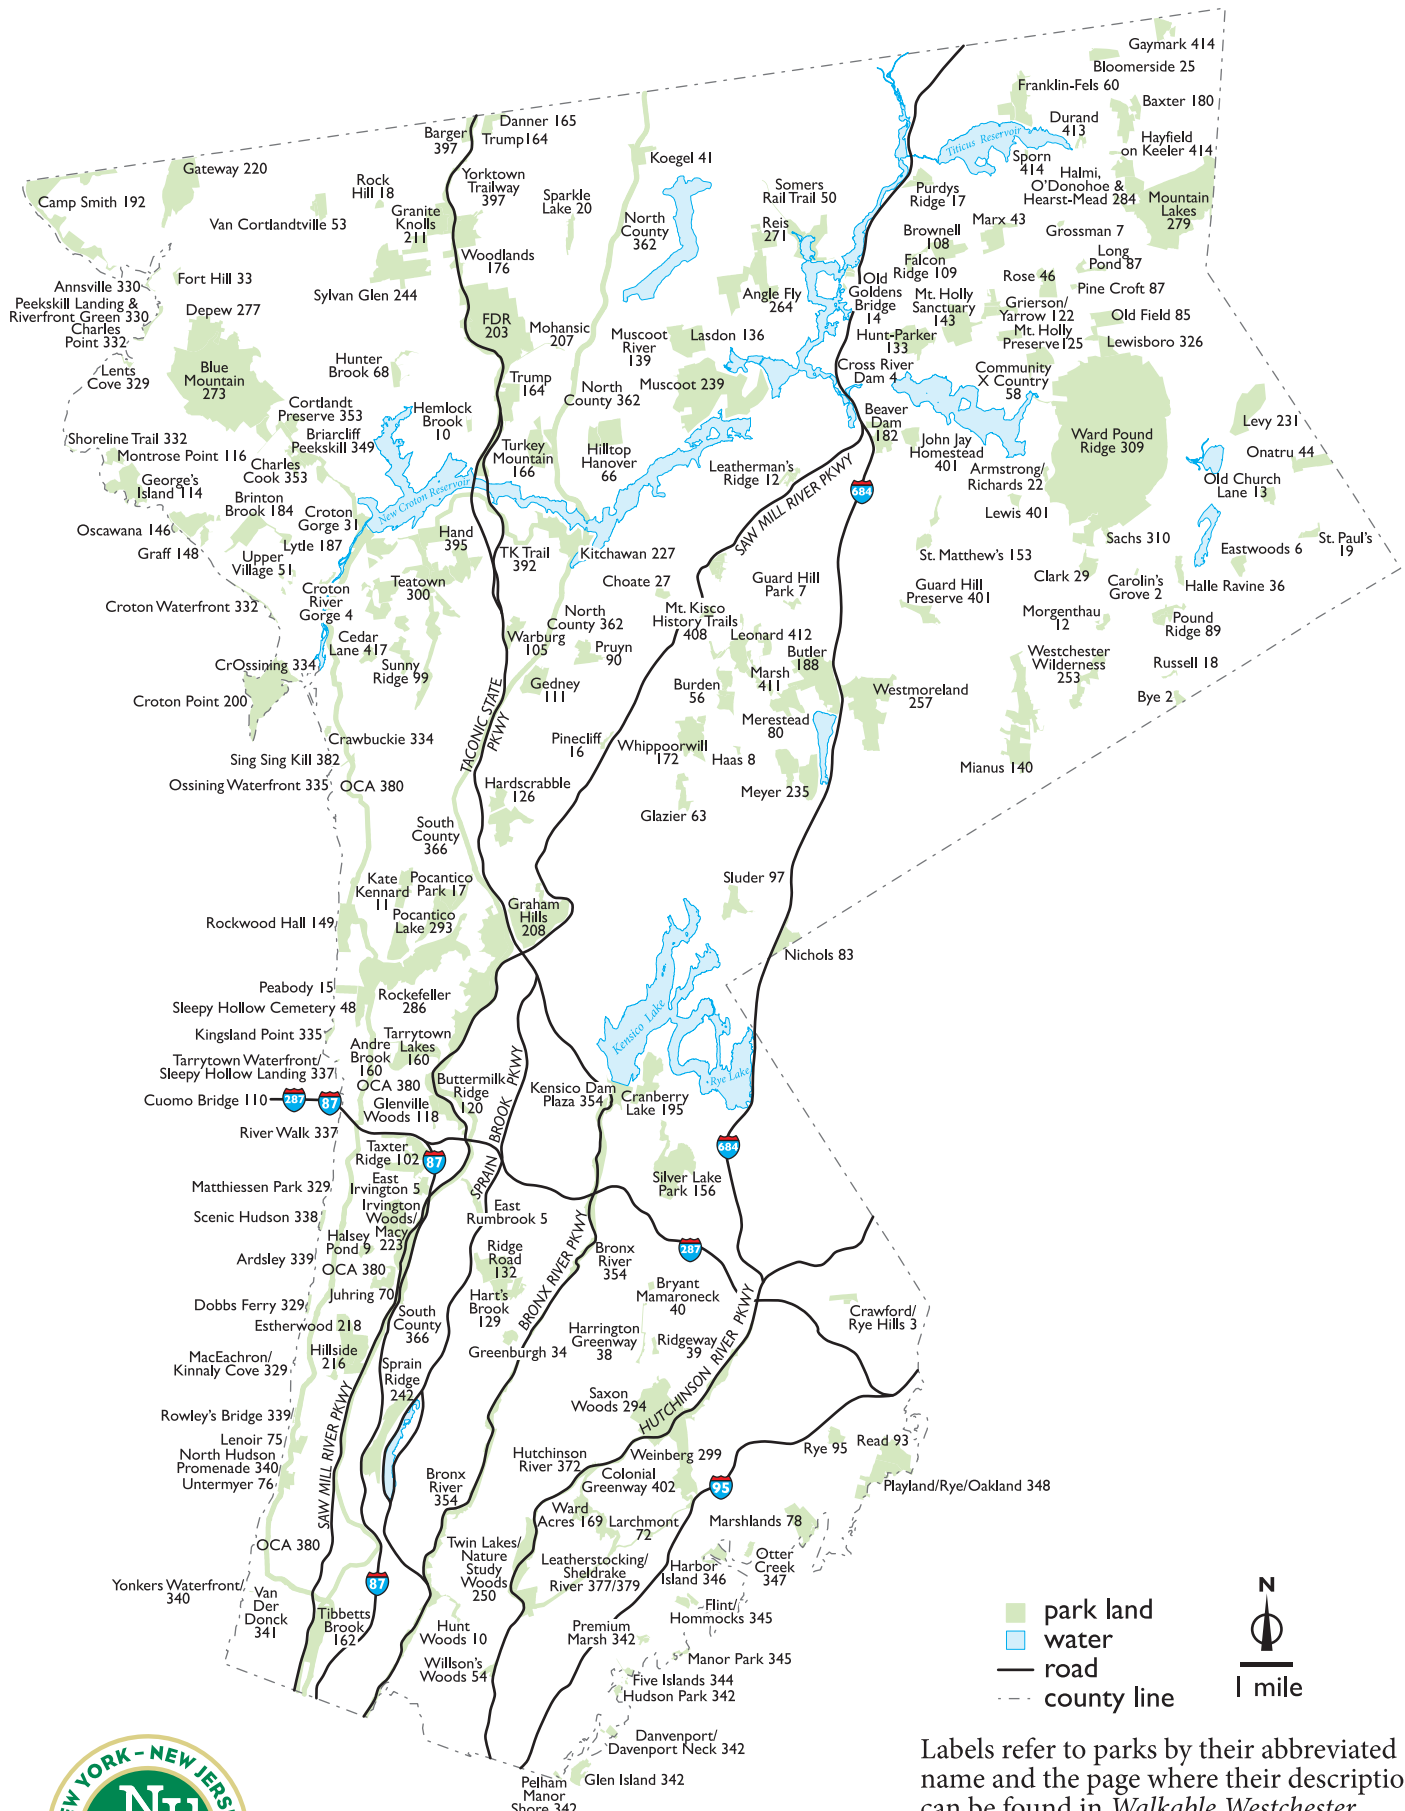 Gaymark 414
Bloomerside 25
Franklin-Fels 60
Baxter 180
Danner 165
Barger
397
Trump164
Durand
413
Titicus Reservoir
Hayfield
on Keeler 414
Koegel 41
Sporn
414
Gateway 220
Rock
Hill 18
Yorktown
Trailway
397
Sparkle
Lake 20
Somers
Rail Trail 50
Purdys
Ridge 17
Halmi,
O'Donohoe &
Hearst-Mead 284
Mountain
Lakes
279
Camp Smith 192
Van Cortlandtville 53
Granite
Knolls
211
North
County
362
Reis
271
Brownell
108
Marx 43
Grossman 7
Woodlands
176
Long
Pond 87
Fort Hill 33
Falcon
Ridge 109
Rose 46
Pine Croft 87
Annsville 330
Peekskill Landing &
Riverfront Green 330
Sylvan Glen 244
Angle Fly
264
Old
Goldens
Bridge
14
Mt. Holly
Sanctuary
143
Grierson/
Yarrow 122
Old Field 85
Depew 277
FDR
203
Mohansic
207
Charles
Point 332
Muscoot
River
139
Lasdon 136
Hunt-Parker
133
Mt. Holly
Preserve125
Lewisboro 326
Lents
Cove 329
Blue
Mountain
273
Hunter
Brook 68
Trump
164
North
County 362
Muscoot 239
Cross River
Dam 4
Community
X Country
58
Cortlandt
Preserve 353
Hemlock
Brook
10
Beaver
Dam
182
Levy 231
Briarcliff
Peekskill 349
Shoreline Trail 332
Montrose Point 116
Turkey
Mountain
166
Hilltop
Hanover
66
John Jay
Homestead
401
Ward Pound
Ridge 309
Onatru 44
Charles
Cook 353
Leatherman's
Ridge 12
Armstrong/
Richards 22
George's
Island 114
SAW MILL RIVER PKWY
684
Old Church
Lane 13
Brinton
Brook 184
New Croton Reservoir
Croton
Gorge 31
Lewis 401
Oscawana 146
Hand
395
Sachs 310
St. Paul's
19
Graff 148
Lytle 187
Upper
Village 51
TK Trail
392
Kitchawan 227
St. Matthew's 153
Eastwoods 6
Teatown
300
Choate 27
Guard Hill
Park 7
Clark 29
Carolin's
Grove 2
Halle Ravine 36
Croton
River
Gorge 4
Guard Hill
Preserve 401
Croton Waterfront 332
North
County 362
Mt. Kisco
History Trails
408
Morgenthau
12
Pound
Ridge 89
Cedar
Lane 417
Warburg
105
Leonard 412
Pruyn
90
Butler
188
Westchester
Wilderness
253
CrOssining 334
Sunny
Ridge 99
Marsh
411
Russell 18
Gedney
111
Burden
56
Westmoreland
257
Croton Point 200
Bye 2
TACONIC STATE
PKWY
Merestead
80
Crawbuckie 334
Pinecliff
16
Whippoorwill
172
Haas 8
Sing Sing Kill 382
Mianus 140
Ossining Waterfront 335
OCA 380
Hardscrabble
126
Meyer 235
Glazier 63
South
County
366
Kate
Kennard
11
Pocantico
Park 17
Sluder 97
Pocantico
Lake 293
Graham
Hills
208
Rockwood Hall 149
Nichols 83
Peabody 15
Rockefeller
286
Sleepy Hollow Cemetery 48
Kensico Lake
Kingsland Point 335
Andre
Brook
160
Tarrytown
Lakes
160
Tarrytown Waterfront/
Sleepy Hollow Landing 337
Rye Lake
OCA 380
Buttermilk
Ridge
120
SPRAIN BROOK PKWY
Kensico Dam
Plaza 354
Cranberry
Lake 195
Cuomo Bridge 110
287
87
Glenville
Woods 118
River Walk 337
Taxter
Ridge 102
87
684
Silver Lake
Park 156
East
Irvington 5
Matthiessen Park 329
Irvington
Woods/
Macy
223
East
Rumbrook 5
Scenic Hudson 338
Halsey
Pond 9
BRONX RIVER PKWY
Ridge
Road
132
Bronx
River
354
287
Ardsley 339
OCA 380
Bryant
Mamaroneck
40
Juhring 70
Hart's
Brook
129
Dobbs Ferry 329
South
County
366
Crawford/
Rye Hills 3
Estherwood 218
Harrington
Greenway
38
Ridgeway
39
HUTCHINSON RIVER PKWY
Hillside
216
Greenburgh 34
MacEachron/
Kinnaly Cove 329
Sprain
Ridge
242
Saxon
Woods 294
SAW MILL RIVER PKWY
Rowley's Bridge 339
Lenoir 75
Rye 95
Read 93
North Hudson
Promenade 340
Hutchinson
River 372
Weinberg 299
Untermyer 76
Bronx
River
354
Colonial
Greenway 402
95
Playland/Rye/Oakland 348
Ward
Acres 169
Larchmont
72
Marshlands 78
OCA 380
Twin Lakes/
Nature
Study
Woods
250
Leatherstocking/
Sheldrake
River 377/379
Harbor
Island 346
Otter
Creek
347
Yonkers Waterfront/
340
87
Van
Der
Donck
341
Tibbetts
Brook
162
Flint/
Hommocks 345
Hunt
Woods 10
Premium
Marsh 342
Willson's
Woods 54
Manor Park 345
Five Islands 344
Hudson Park 342
Danvenport/
Davenport Neck 342
Glen Island 342
Pelham
Manor
Shore 342
park land
water
road
county line
N
1 mile
Labels refer to parks by their abbreviated
name and the page where their descriptio
can be found in Walkable Westchester
NEW YORK – NEW JERS